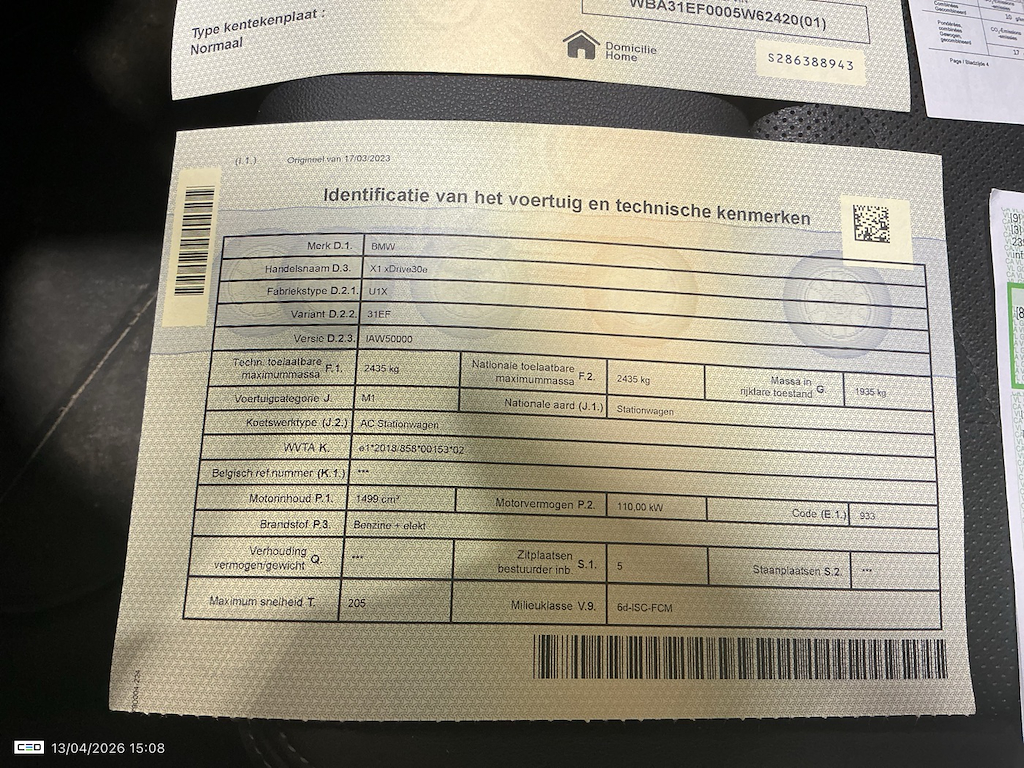 WBA31EF0005W62420(01)
Type kentekenplaat :
Normaal
Domicilie
Home
S286388943
Page / Bladzijde 4
(I.1.) Origineel van 17/03/2023
Identificatie van het voertuig en technische kenmerken
Merk D.1. BMW
Handelsnaam D.3. X1 xDrive30e
Fabriekstype D.2.1. U1X
Variant D.2.2. 31EF
Versie D.2.3. IAW50000
Techn. toelaatbare maximummassa F.1. 2435 kg Nationale toelaatbare maximummassa F.2. 2435 kg Massa in rijklare toestand G. 1935 kg
Voertuigcategorie J. M1 Nationale aard (J.1.) Stationwagen
Koetswerktype (J.2.) AC Stationwagen
WVTA K. e1*2018/858*00153*02
Belgisch ref.nummer (K.1.) ***
Motorinhoud P.1. 1499 cm³ Motorvermogen P.2. 110,00 kW Code (E.1.) 933
Brandstof P.3. Benzine + elekt
Verhouding vermogen/gewicht Q. *** Zitplaatsen bestuurder inb. S.1. 5 Staanplaatsen S.2. ***
Maximum snelheid T. 205 Milieuklasse V.9. 6d-ISC-FCM
CEO 13/04/2026 15:08